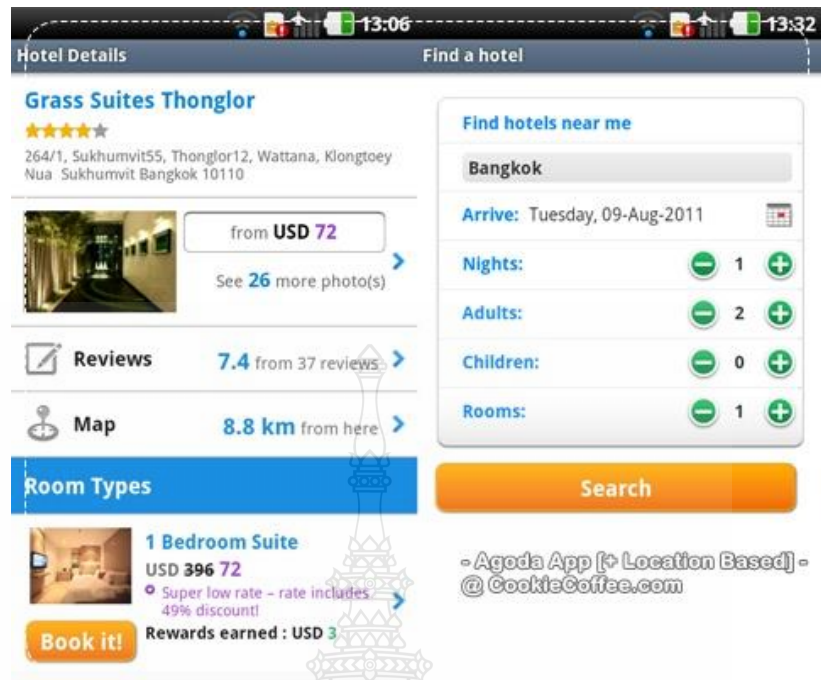 13:06
Hotel Details
Grass Suites Thonglor
264/1, Sukhumvit55, Thonglor12, Wattana, Klongtoey
Nua Sukhumvit Bangkok 10110
from USD 72
See 26 more photo(s)
Reviews 7.4 from 37 reviews
Map 8.8 km from here
Room Types
1 Bedroom Suite
USD 396 72
Super low rate – rate includes
49% discount!
Rewards earned : USD 3
Book it!
13:32
Find a hotel
Find hotels near me
Bangkok
Arrive: Tuesday, 09-Aug-2011
Nights: 1
Adults: 2
Children: 0
Rooms: 1
Search
- Agoda App [+ Location Based] -
@ CookieCoffee.com